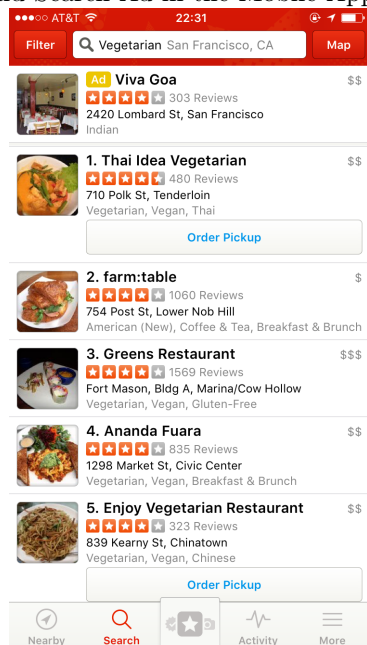 AT&T 22:31
Filter Vegetarian San Francisco, CA Map
Ad Viva Goa $$
303 Reviews
2420 Lombard St, San Francisco
Indian
1. Thai Idea Vegetarian $$
480 Reviews
710 Polk St, Tenderloin
Vegetarian, Vegan, Thai
Order Pickup
2. farm:table $
1060 Reviews
754 Post St, Lower Nob Hill
American (New), Coffee & Tea, Breakfast & Brunch
3. Greens Restaurant $$$
1569 Reviews
Fort Mason, Bldg A, Marina/Cow Hollow
Vegetarian, Vegan, Gluten-Free
4. Ananda Fuara $$
835 Reviews
1298 Market St, Civic Center
Vegetarian, Vegan, Breakfast & Brunch
5. Enjoy Vegetarian Restaurant $$
323 Reviews
839 Kearny St, Chinatown
Vegetarian, Vegan, Chinese
Order Pickup
Nearby Search Activity More